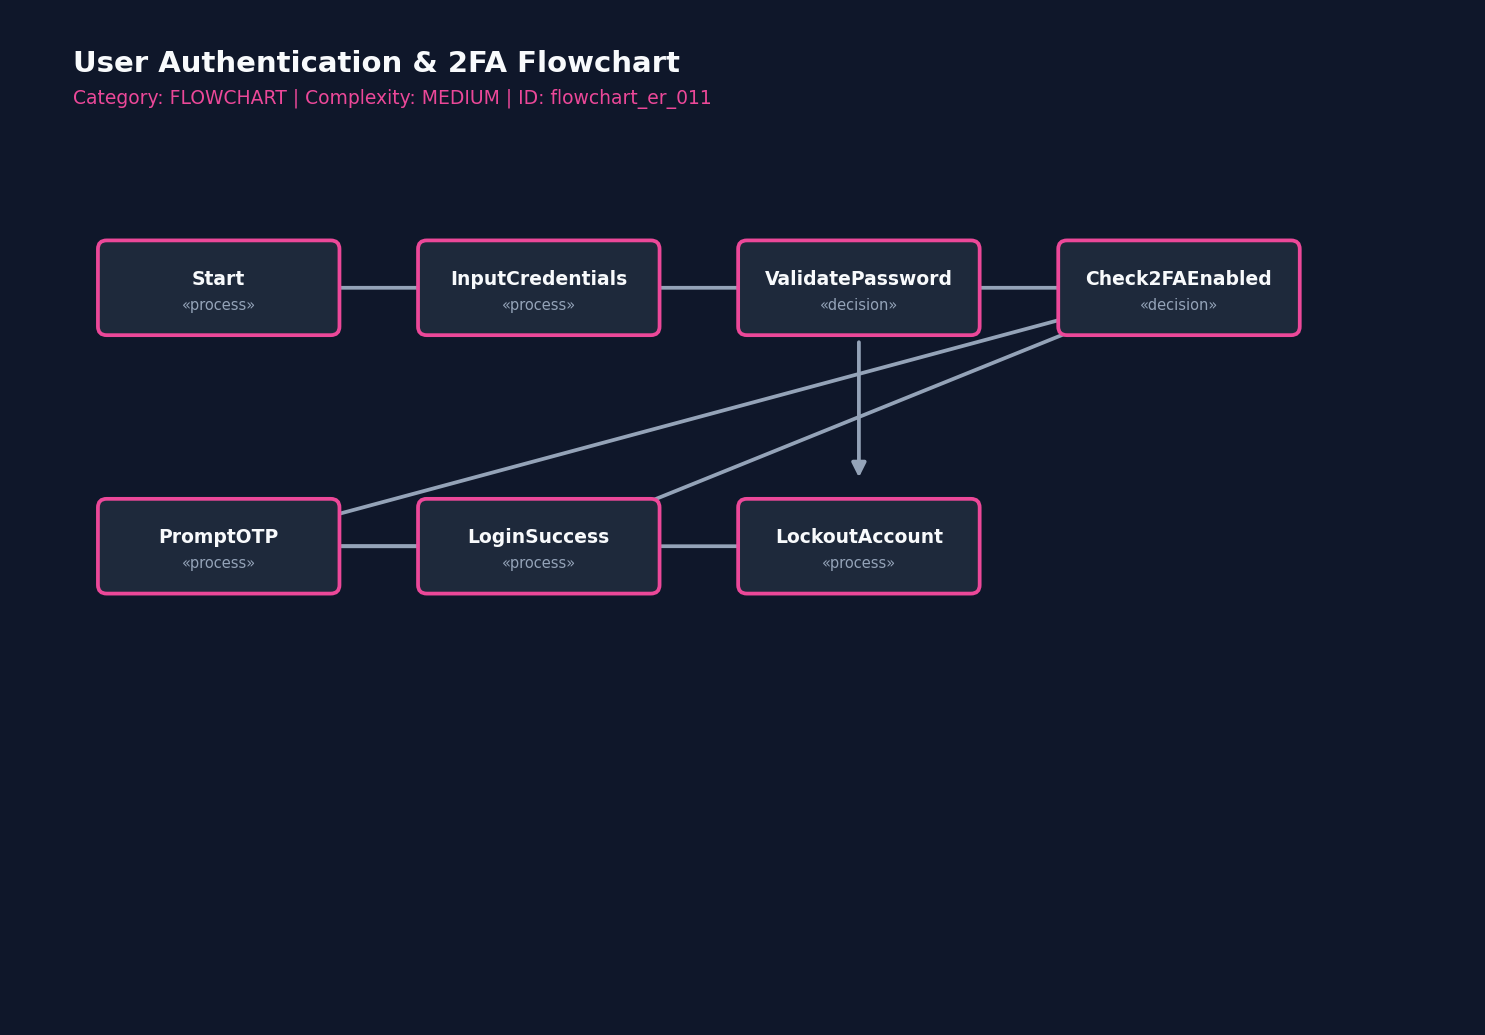 User Authentication & 2FA Flowchart
Category: FLOWCHART | Complexity: MEDIUM | ID: flowchart_er_011
Start
«process»
InputCredentials
«process»
ValidatePassword
«decision»
Check2FAEnabled
«decision»
PromptOTP
«process»
LoginSuccess
«process»
LockoutAccount
«process»